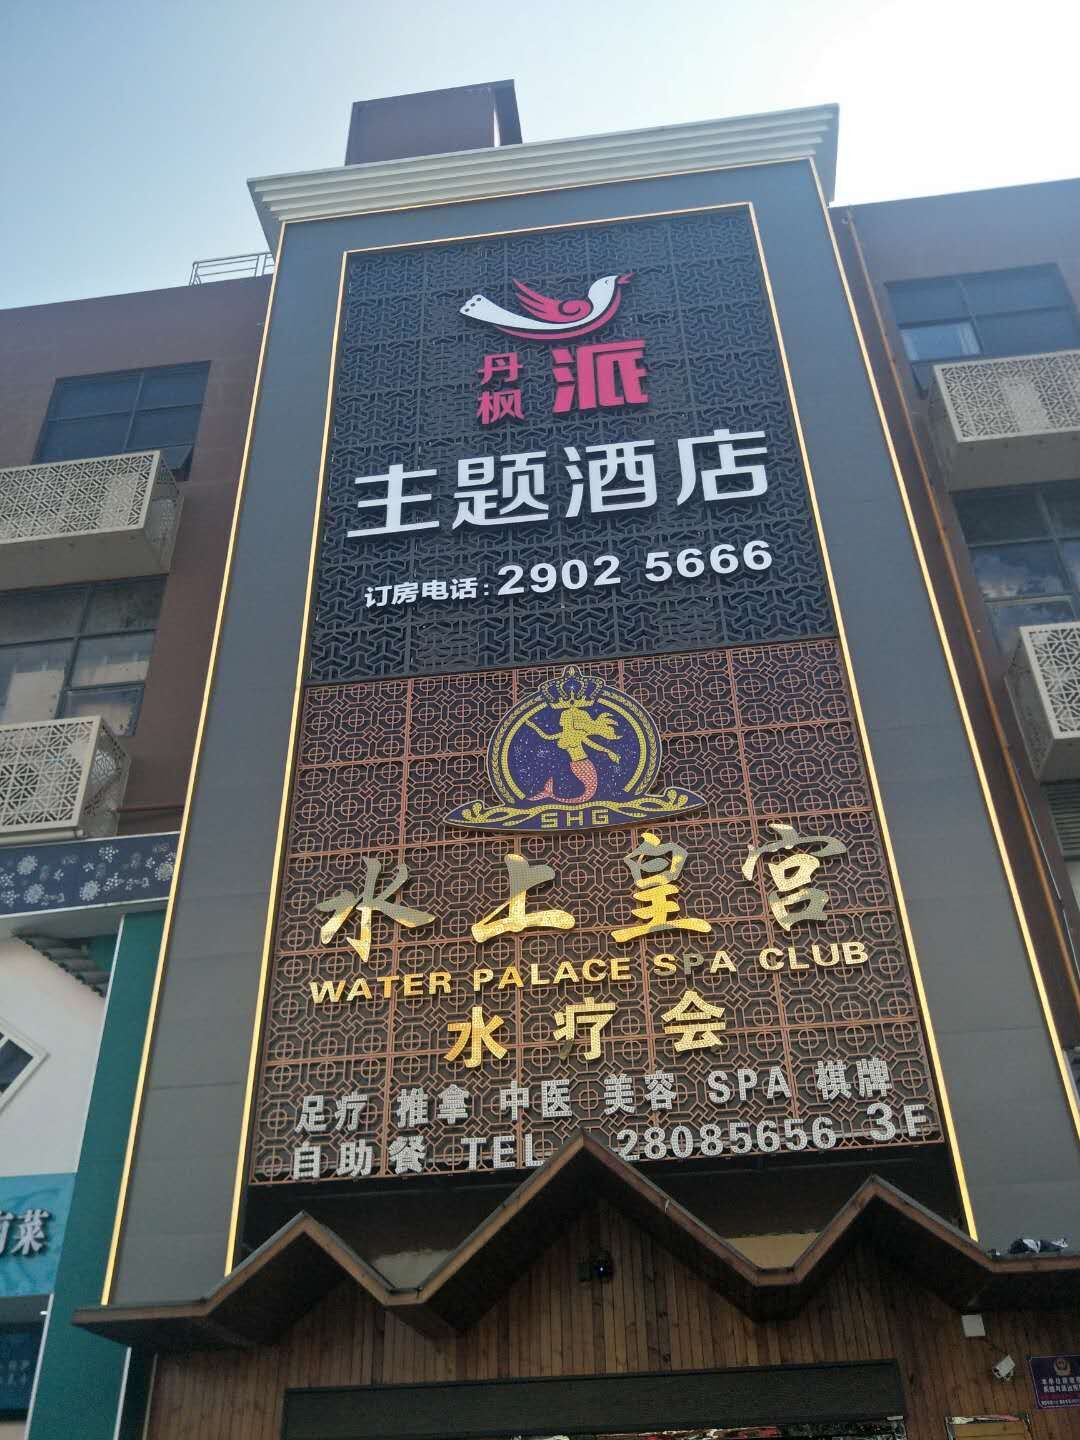 丹枫派
主题酒店
订房电话:2902 5666
SHG
水上皇宫
WATER PALACE SPA CLUB
水疗会
足疗 推拿 中医 美容 SPA 棋牌
自助餐 TEL 28085656 3F
菜